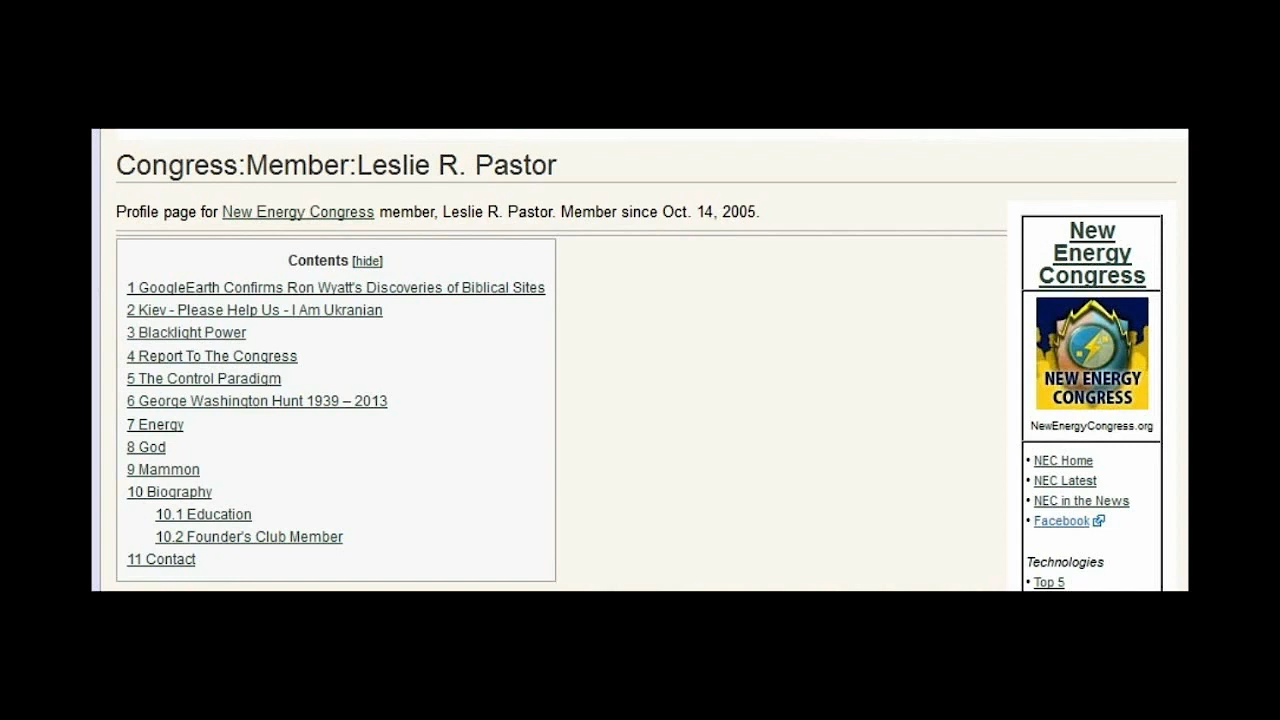 Congress:Member:Leslie R. Pastor
Profile page for New Energy Congress member, Leslie R. Pastor. Member since Oct. 14, 2005.
Contents [hide]
1 GoogleEarth Confirms Ron Wyatt's Discoveries of Biblical Sites
2 Kiev - Please Help Us - I Am Ukranian
3 Blacklight Power
4 Report To The Congress
5 The Control Paradigm
6 George Washington Hunt 1939 – 2013
7 Energy
8 God
9 Mammon
10 Biography
10.1 Education
10.2 Founder's Club Member
11 Contact
New
Energy
Congress
NEW ENERGY
CONGRESS
NewEnergyCongress.org
• NEC Home
• NEC Latest
• NEC in the News
• Facebook
Technologies
• Top 5